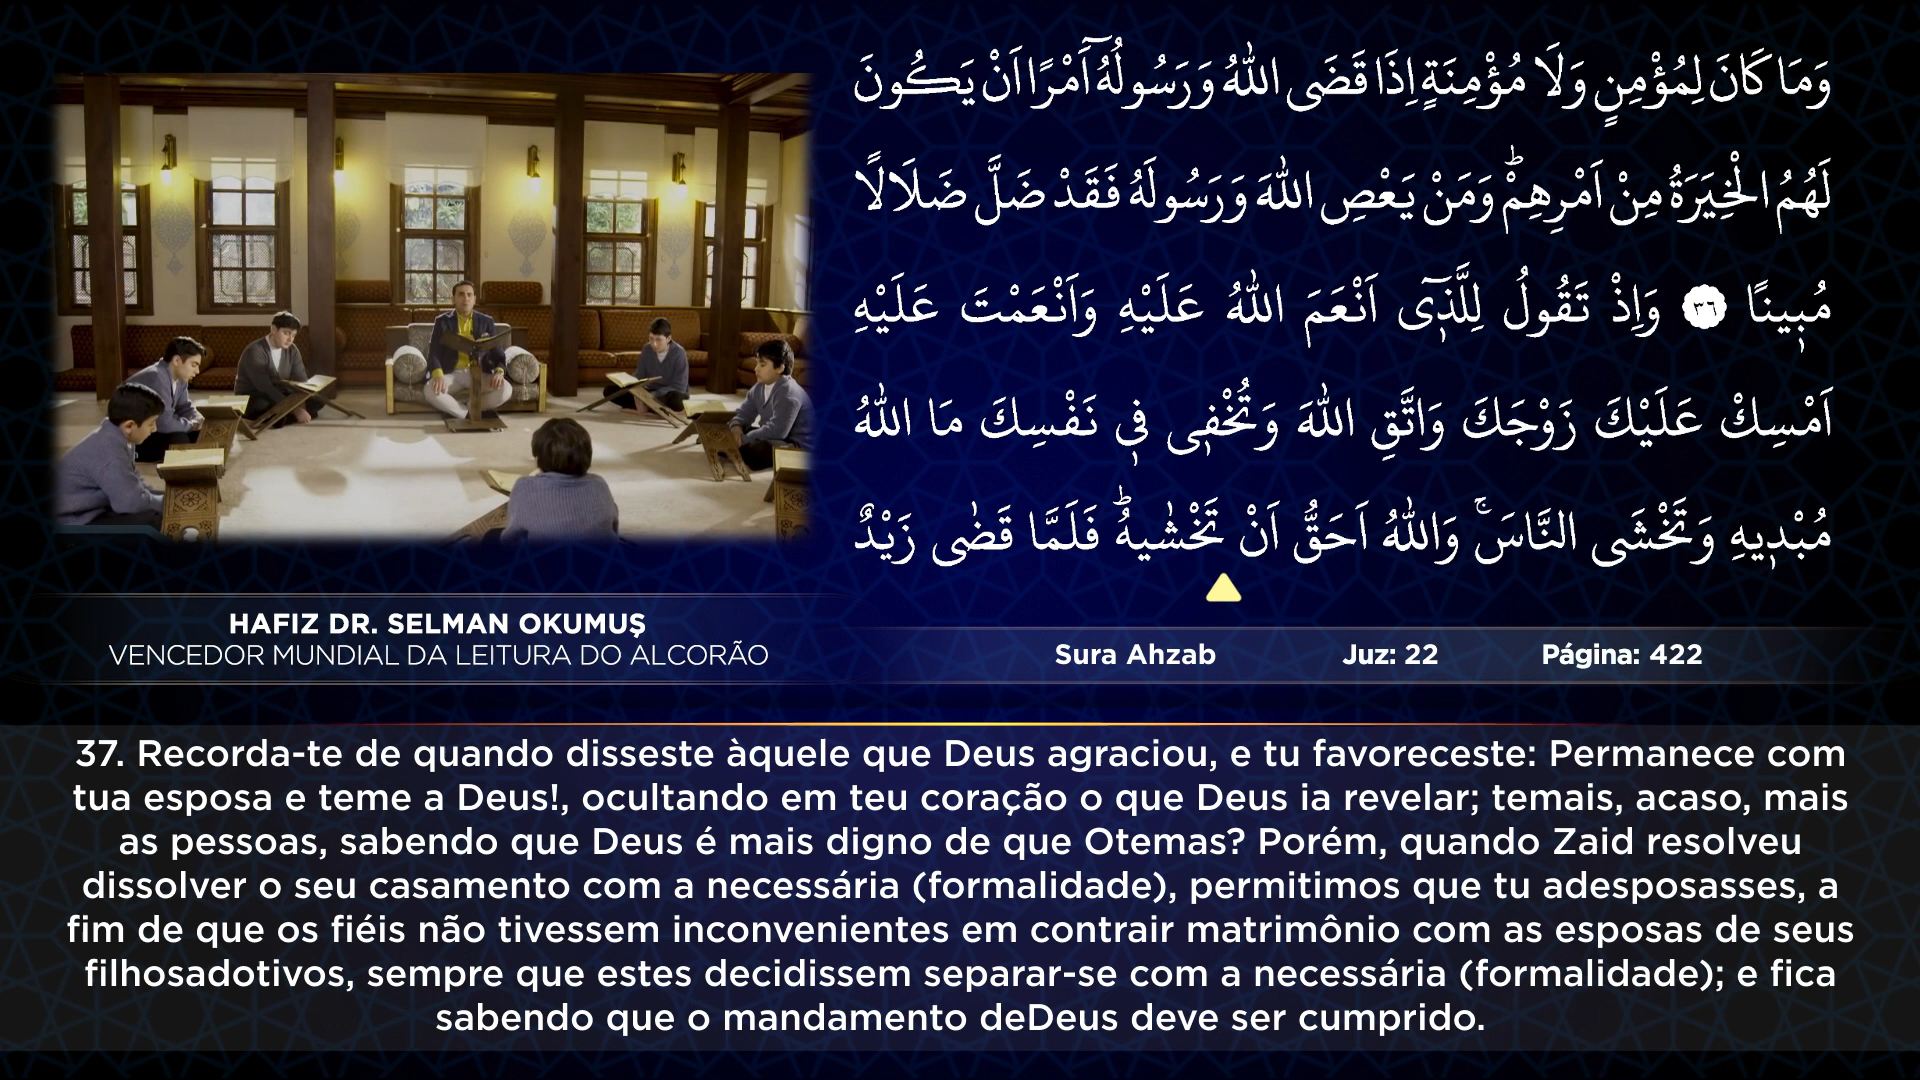 وَمَا كَانَ لِمُؤْمِنٍ وَلَا مُؤْمِنَةٍ اِذَا قَضَى اللّٰهُ وَرَسُولُهُٓ اَمْرًا اَنْ يَكُونَ
لَهُمُ الْخِيَرَةُ مِنْ اَمْرِهِمْۜ وَمَنْ يَعْصِ اللّٰهَ وَرَسُولَهُ فَقَدْ ضَلَّ ضَلَالًا
مُب۪ينًا ٣٦ وَاِذْ تَقُولُ لِلَّذ۪ٓي اَنْعَمَ اللّٰهُ عَلَيْهِ وَاَنْعَمْتَ عَلَيْهِ
اَمْسِكْ عَلَيْكَ زَوْجَكَ وَاتَّقِ اللّٰهَ وَتُخْف۪ي ف۪ي نَفْسِكَ مَا اللّٰهُ
مُبْد۪يهِ وَتَخْشَى النَّاسَۚ وَاللّٰهُ اَحَقُّ اَنْ تَخْشٰيهُۜ فَلَمَّا قَضٰى زَيْدٌ
HAFIZ DR. SELMAN OKUMUŞ
VENCEDOR MUNDIAL DA LEITURA DO ALCORÃO
Sura Ahzab Juz: 22 Página: 422
37. Recorda-te de quando disseste àquele que Deus agraciou, e tu favoreceste: Permanece com
tua esposa e teme a Deus!, ocultando em teu coração o que Deus ia revelar; temais, acaso, mais
as pessoas, sabendo que Deus é mais digno de que Otemas? Porém, quando Zaid resolveu
dissolver o seu casamento com a necessária (formalidade), permitimos que tu adesposasses, a
fim de que os fiéis não tivessem inconvenientes em contrair matrimônio com as esposas de seus
filhosadotivos, sempre que estes decidissem separar-se com a necessária (formalidade); e fica
sabendo que o mandamento deDeus deve ser cumprido.